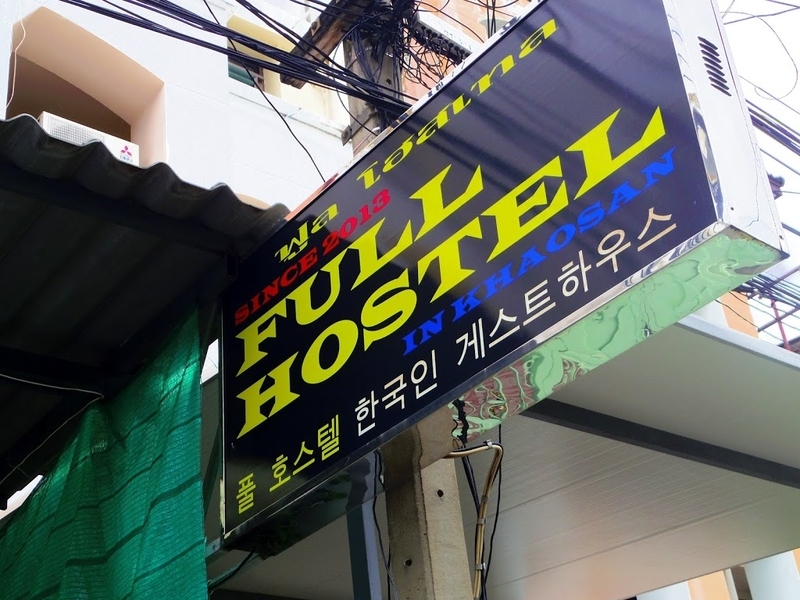 ฟูล โฮสเทล
SINCE 2013
FULL
HOSTEL
IN KHAOSAN
풀 호스텔 한국인 게스트하우스